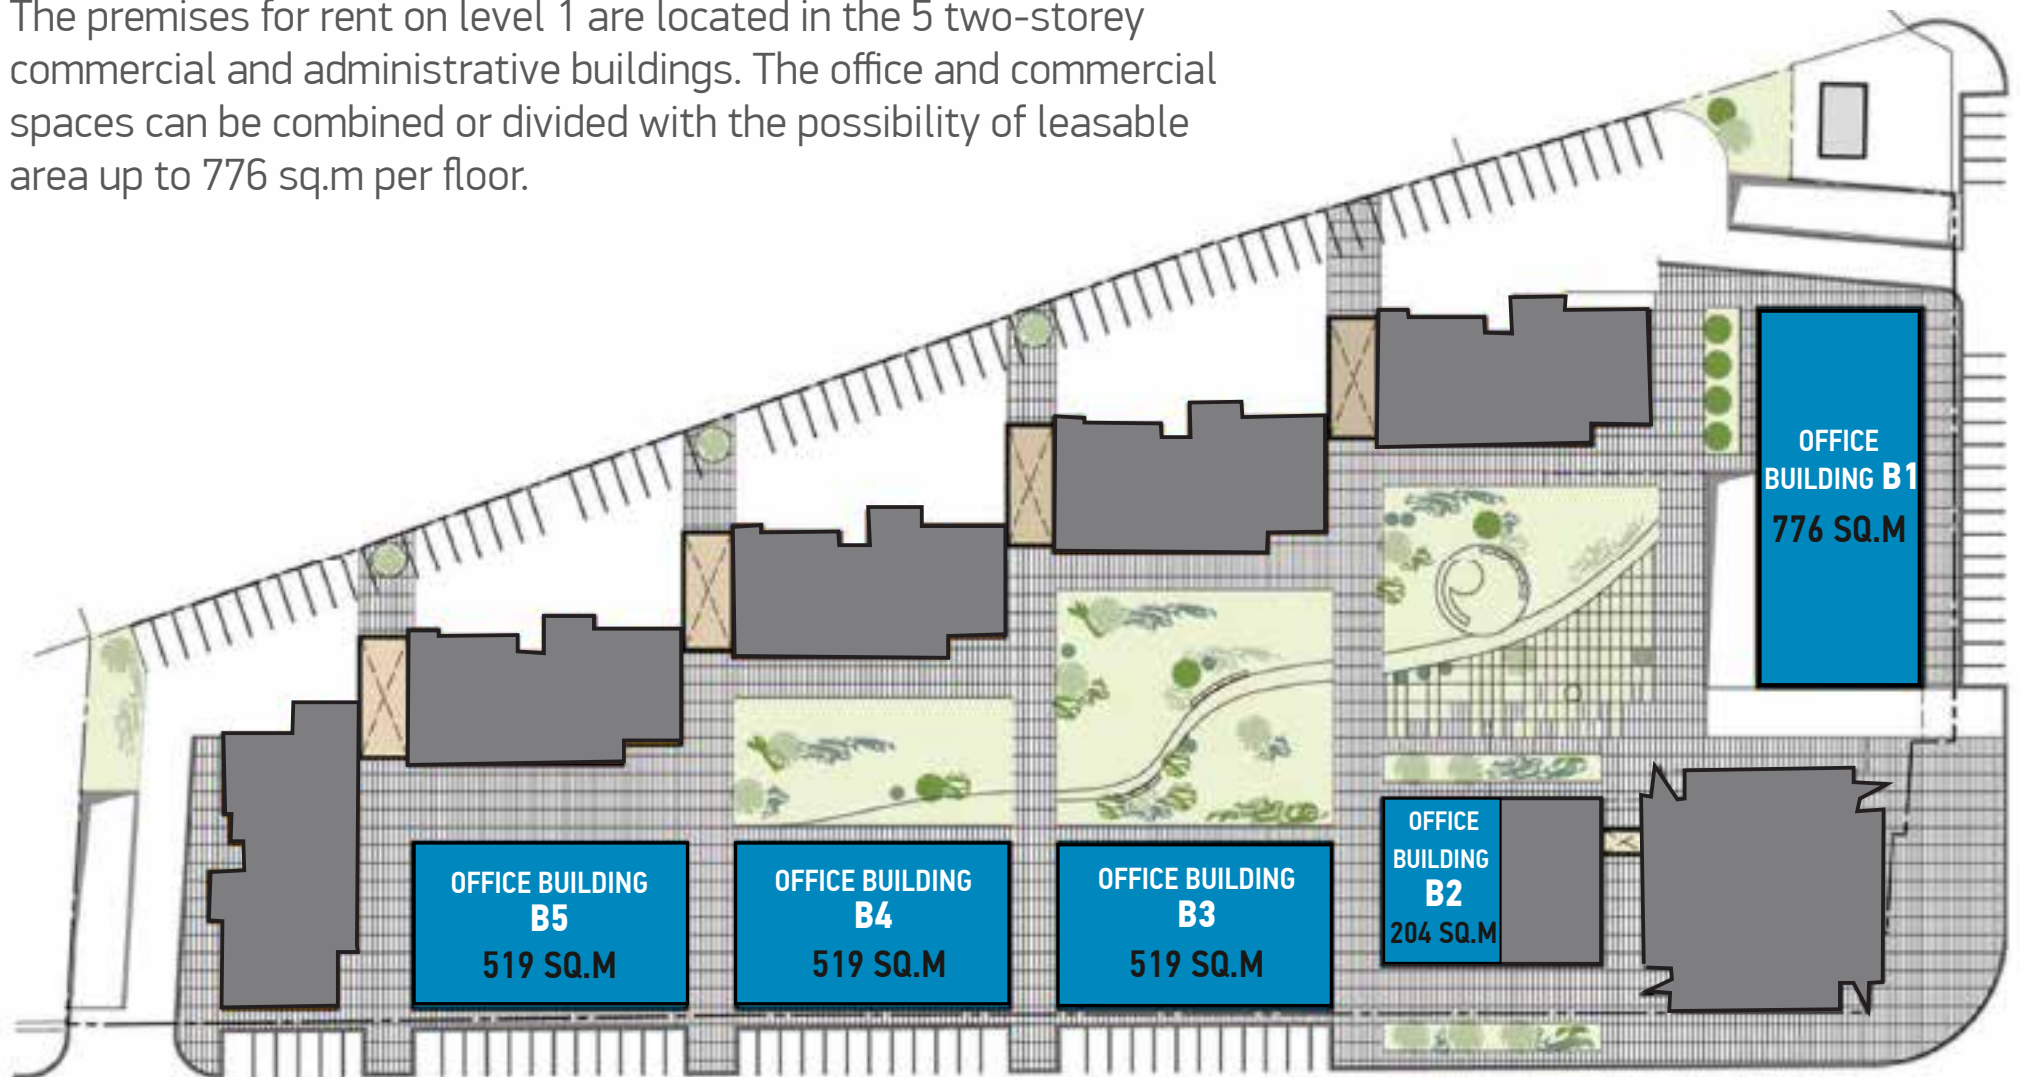 The premises for rent on level 1 are located in the 5 two-storey
commercial and administrative buildings. The office and commercial
spaces can be combined or divided with the possibility of leasable
area up to 776 sq.m per floor.
OFFICE
BUILDING B1
776 SQ.M
OFFICE
BUILDING
B2
204 SQ.M
OFFICE BUILDING
B5
519 SQ.M
OFFICE BUILDING
B4
519 SQ.M
OFFICE BUILDING
B3
519 SQ.M